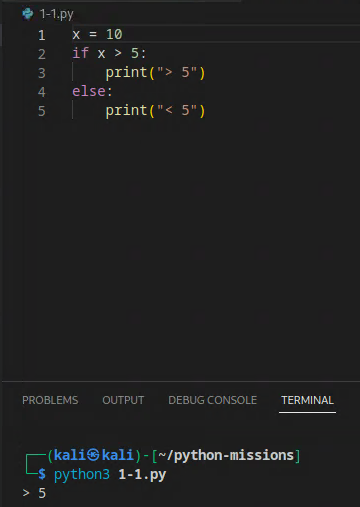 1-1.py
1 x = 10
2 if x > 5:
3     print("> 5")
4 else:
5     print("< 5")
PROBLEMS OUTPUT DEBUG CONSOLE TERMINAL
┌──(kali㉿kali)-[~/python-missions]
└─$ python3 1-1.py
> 5